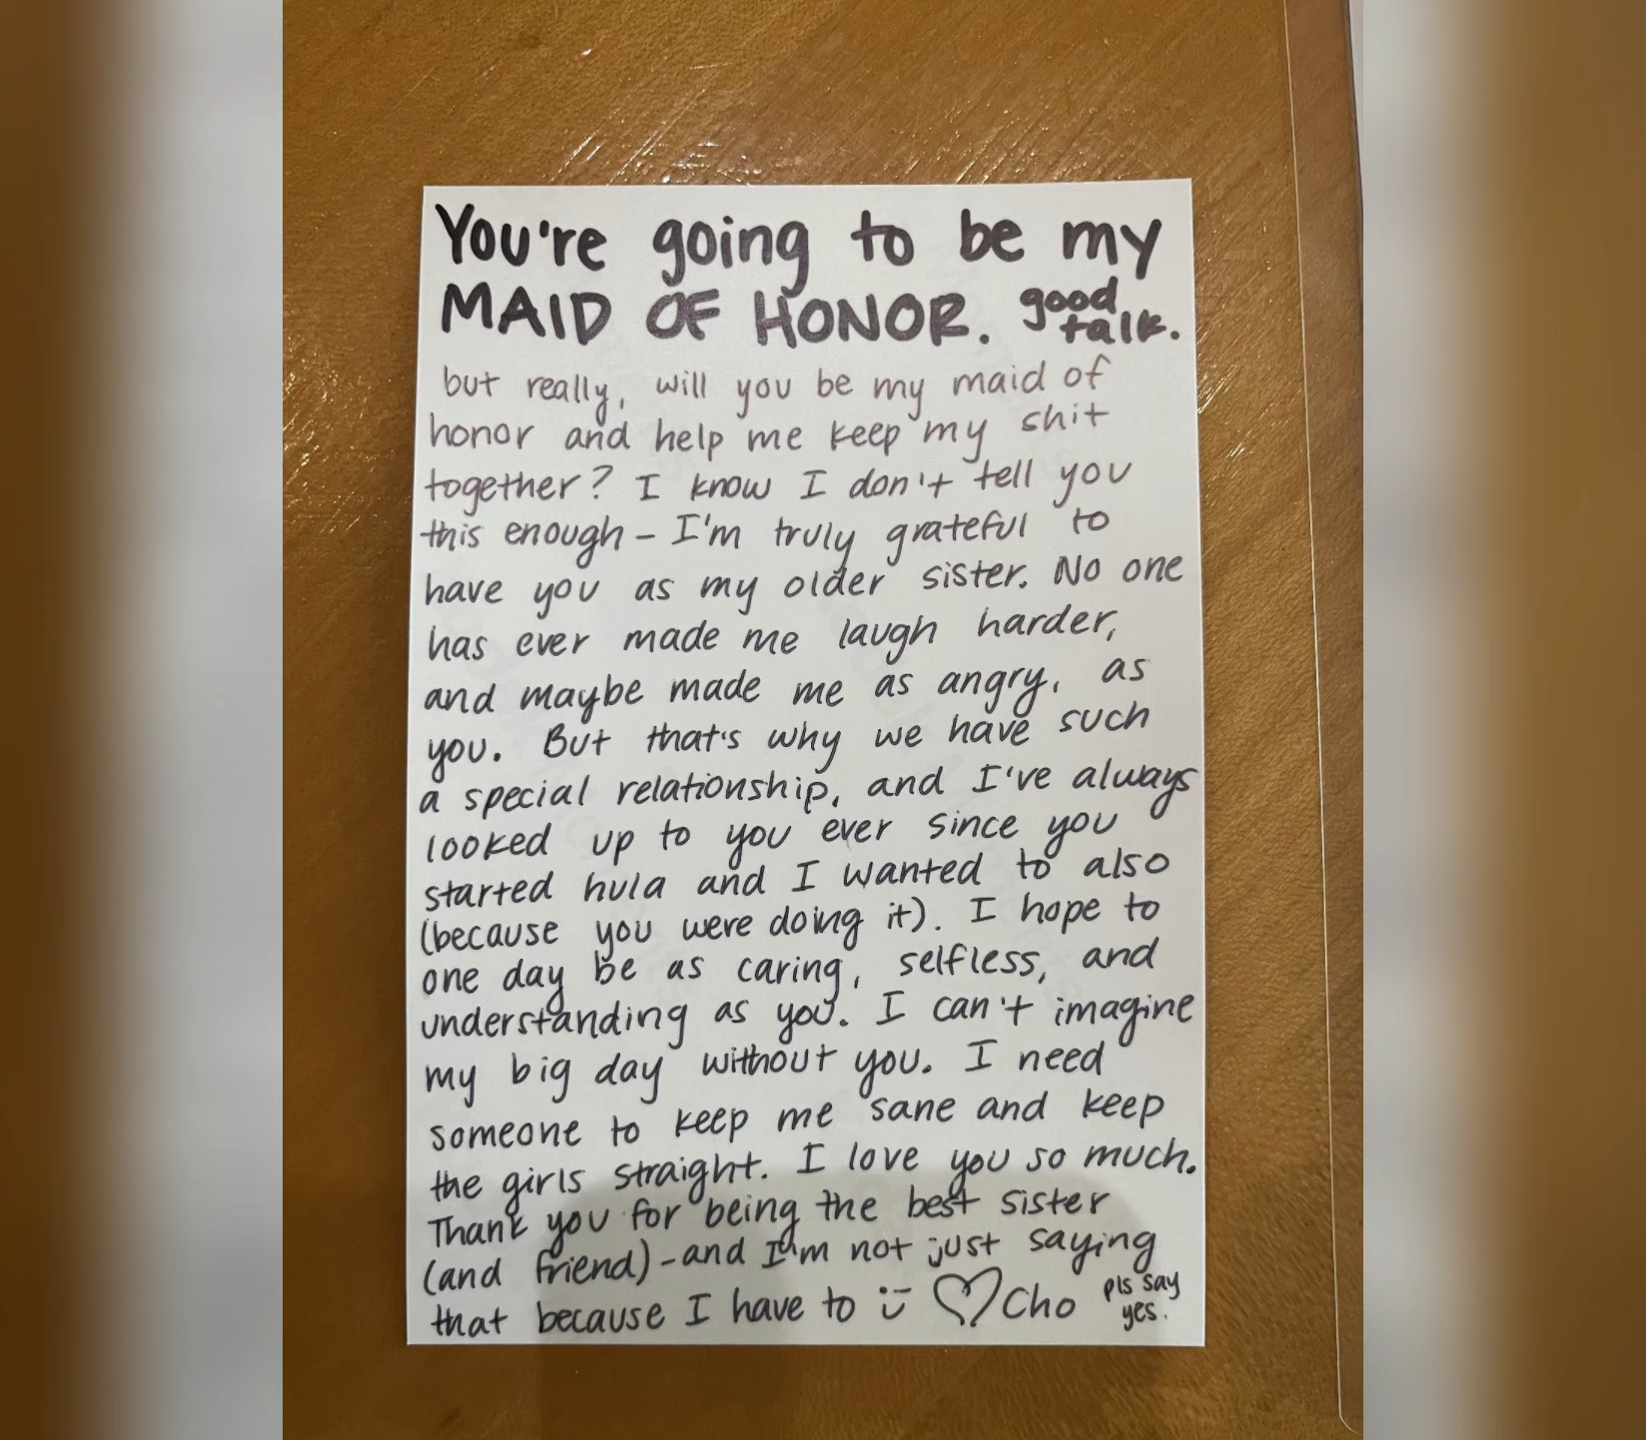 You're going to be my
MAID OF HONOR. good talk.
but really, will you be my maid of
honor and help me keep my shit
together? I know I don't tell you
this enough - I'm truly grateful to
have you as my older sister. No one
has ever made me laugh harder,
and maybe made me as angry, as
you. But that's why we have such
a special relationship, and I've always
looked up to you ever since you
started hula and I wanted to also
(because you were doing it). I hope to
one day be as caring, selfless, and
understanding as you. I can't imagine
my big day without you. I need
someone to keep me sane and keep
the girls straight. I love you so much.
Thank you for being the best sister
(and friend) - and I'm not just saying
that because I have to :) ♡ Cho pls say yes.